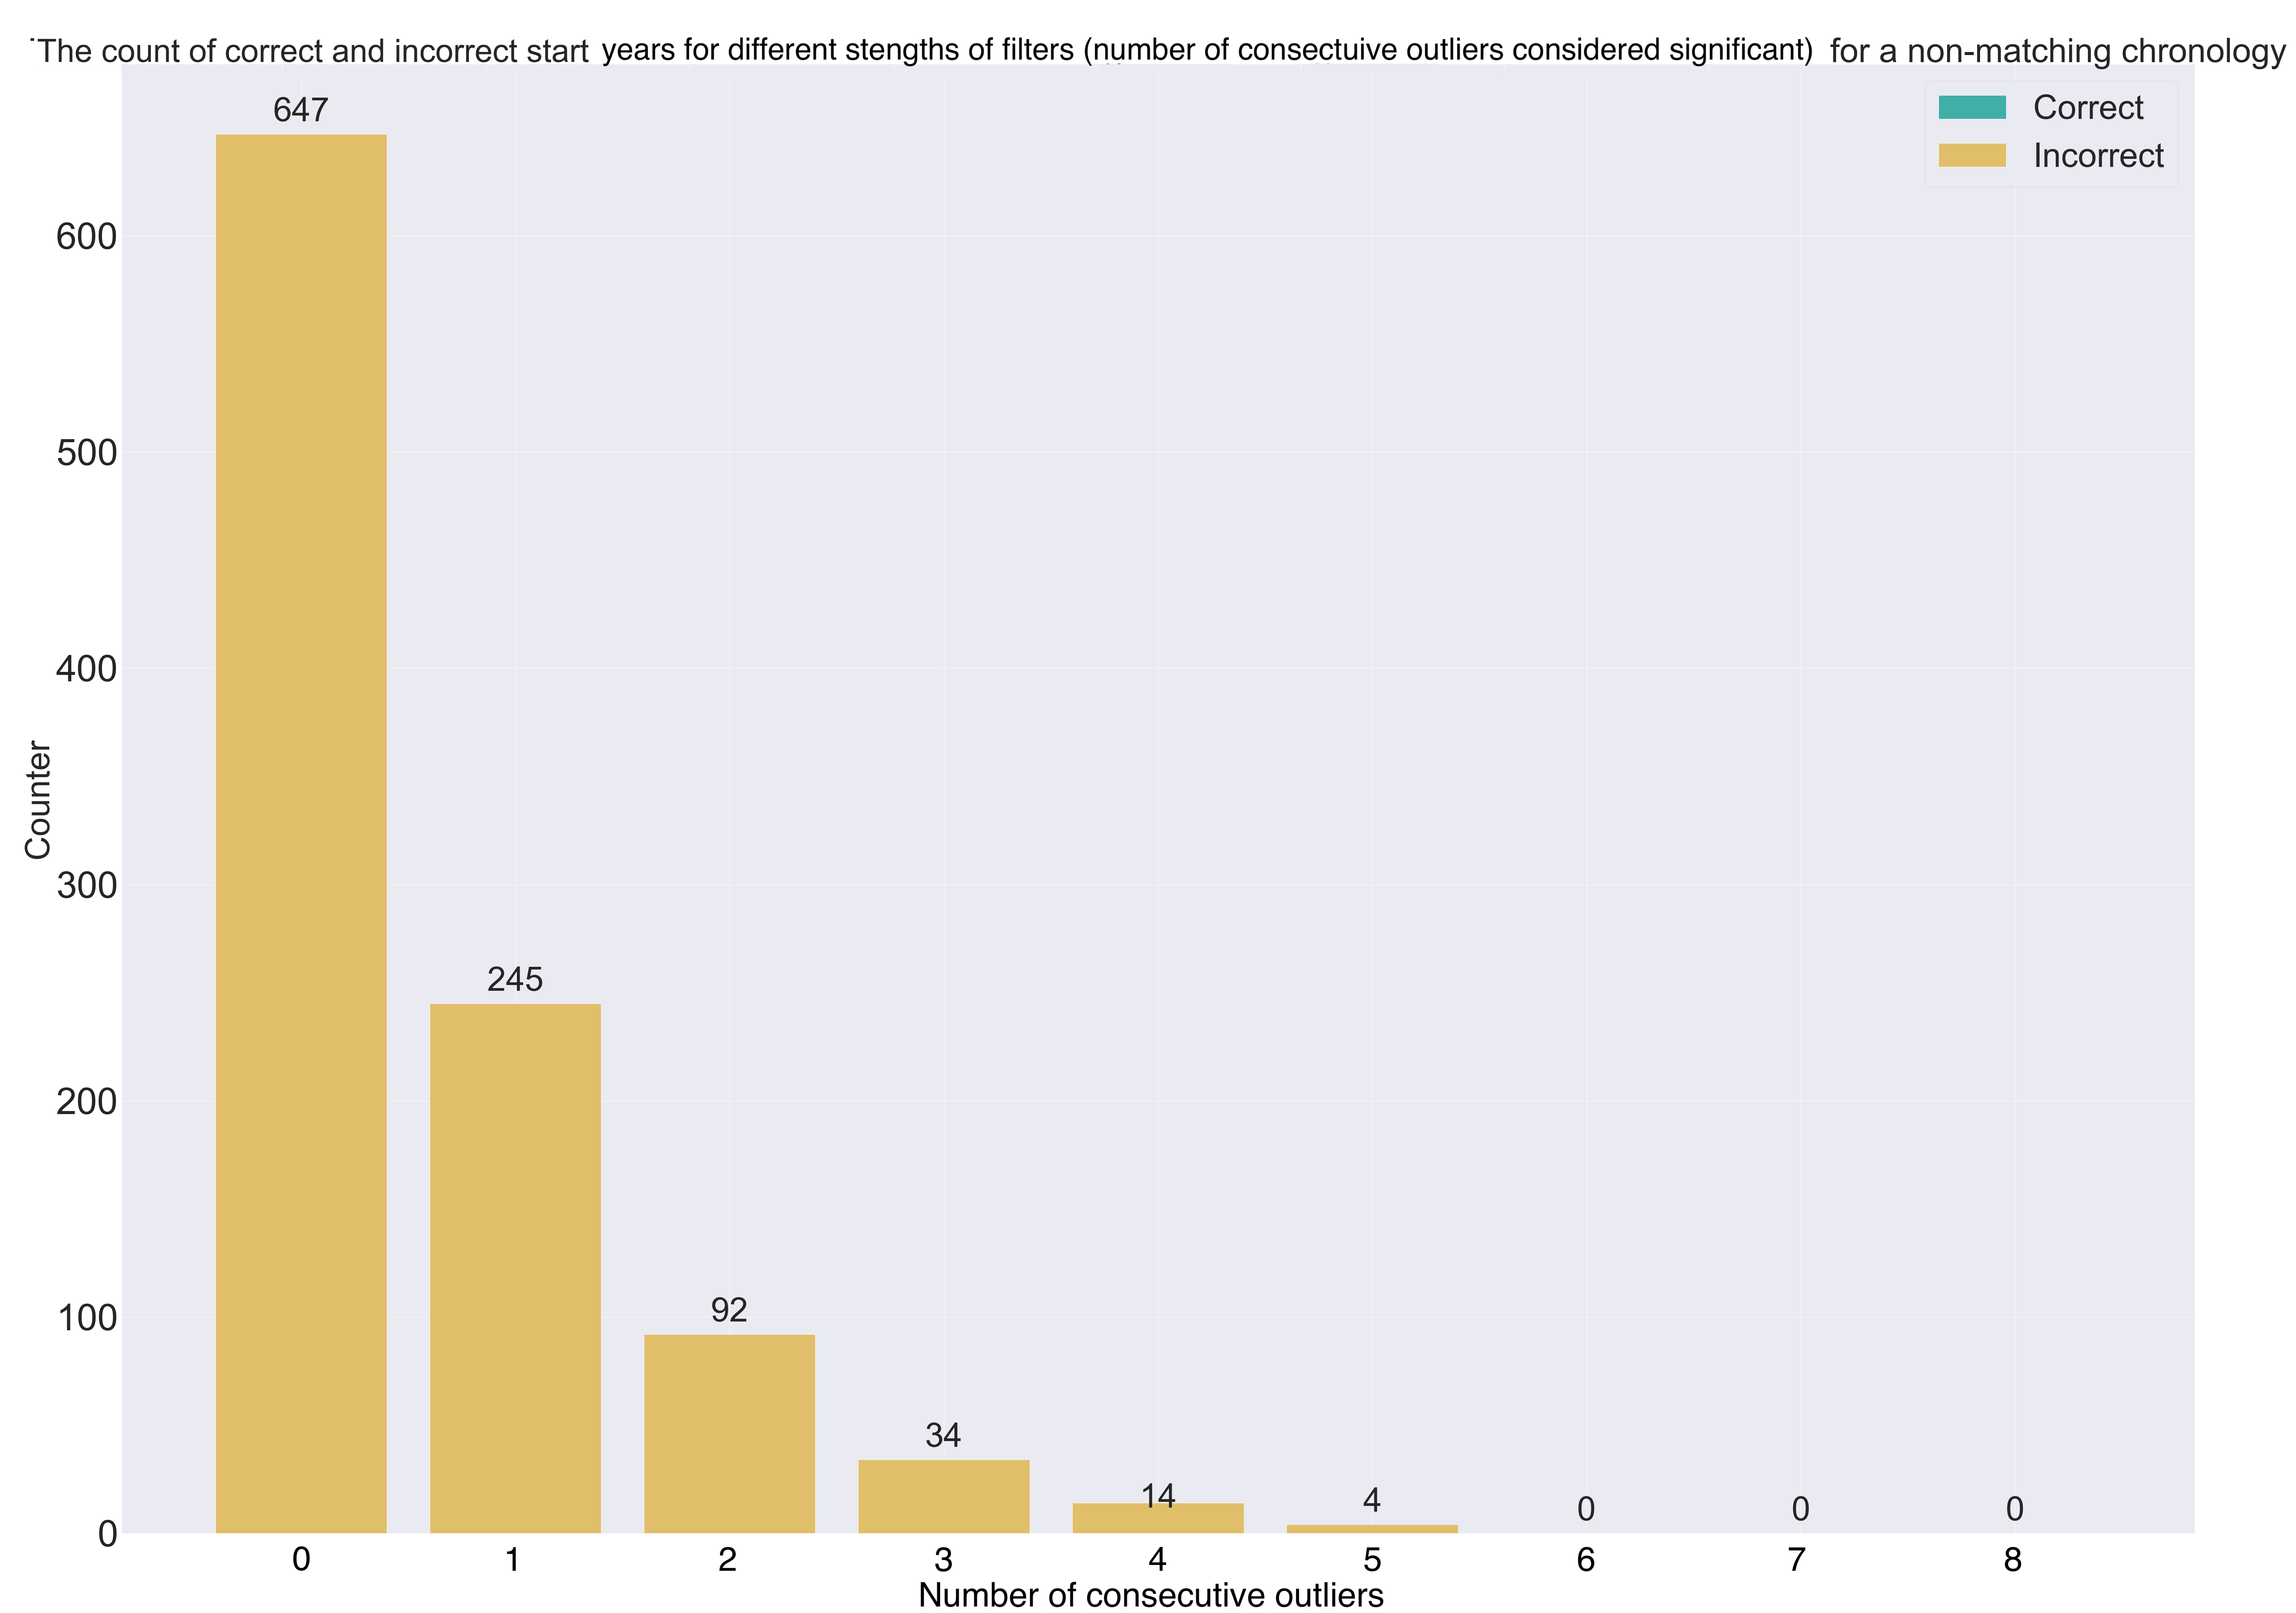 The count of correct and incorrect start years for different stengths of filters (number of consectuive outliers considered significant) for a non-matching chronology
Correct
Incorrect
647
245
92
34
14
4
0
0
0
600
500
400
300
200
100
0
Counter
0 1 2 3 4 5 6 7 8
Number of consecutive outliers